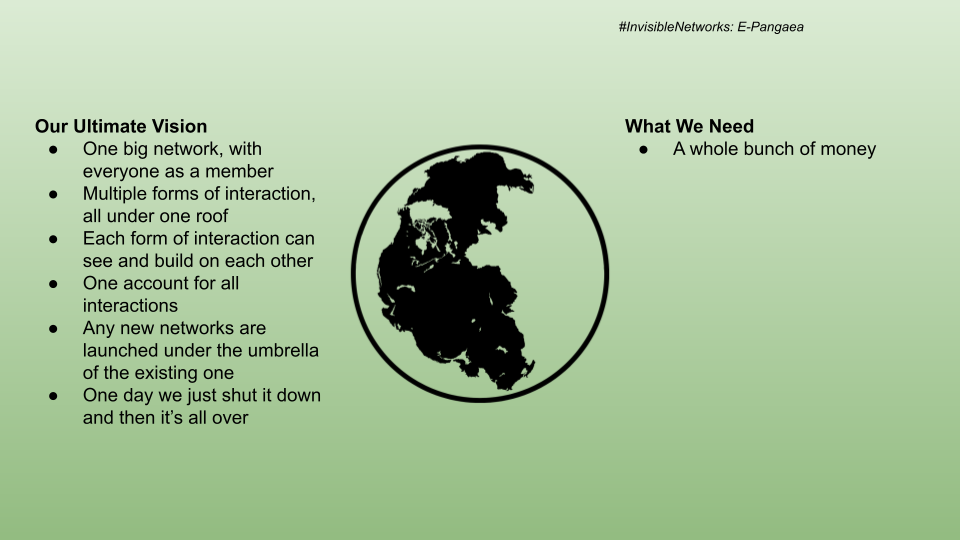 #InvisibleNetworks: E-Pangaea
Our Ultimate Vision
● One big network, with
everyone as a member
● Multiple forms of interaction,
all under one roof
● Each form of interaction can
see and build on each other
● One account for all
interactions
● Any new networks are
launched under the umbrella
of the existing one
● One day we just shut it down
and then it’s all over
What We Need
● A whole bunch of money